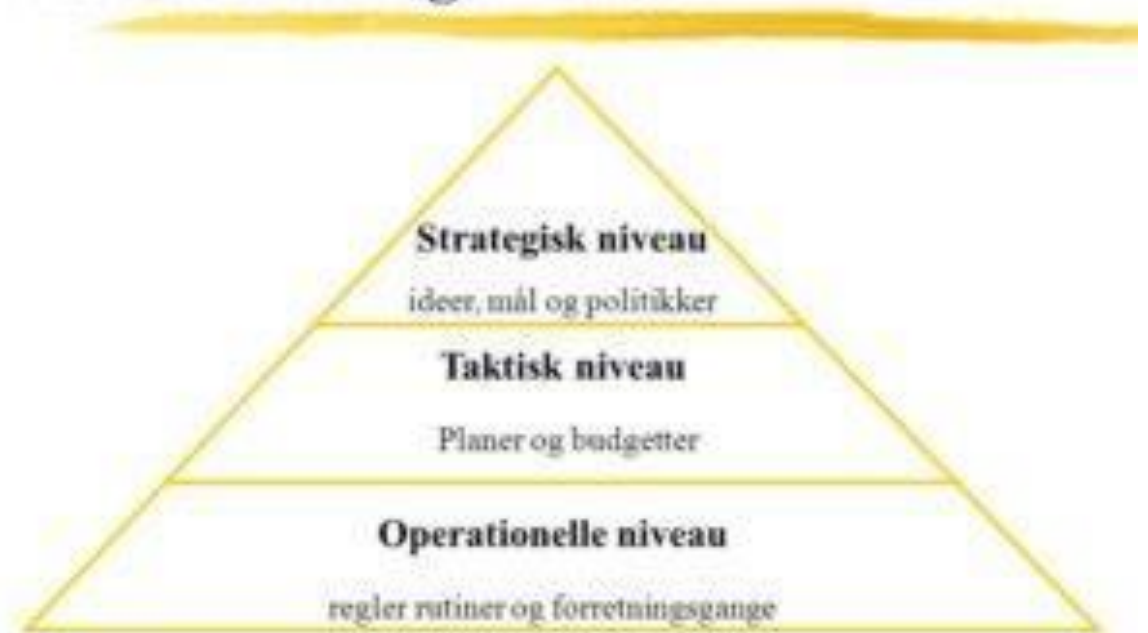 Strategisk niveau
ideer, mål og politikker
Taktisk niveau
Planer og budgetter
Operationelle niveau
regler rutiner og forretningsgange